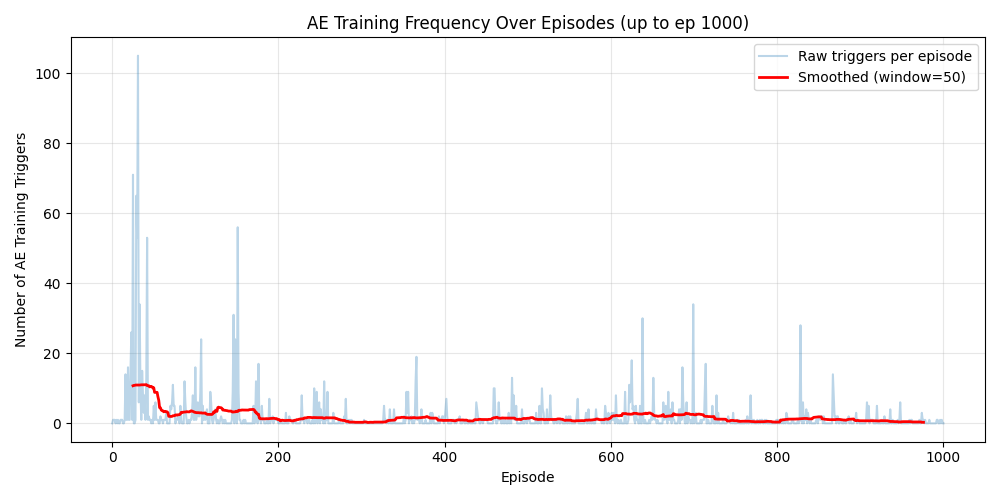 AE Training Frequency Over Episodes (up to ep 1000)
Raw triggers per episode
Smoothed (window=50)
Number of AE Training Triggers
100
80
60
40
20
0
0 200 400 600 800 1000
Episode